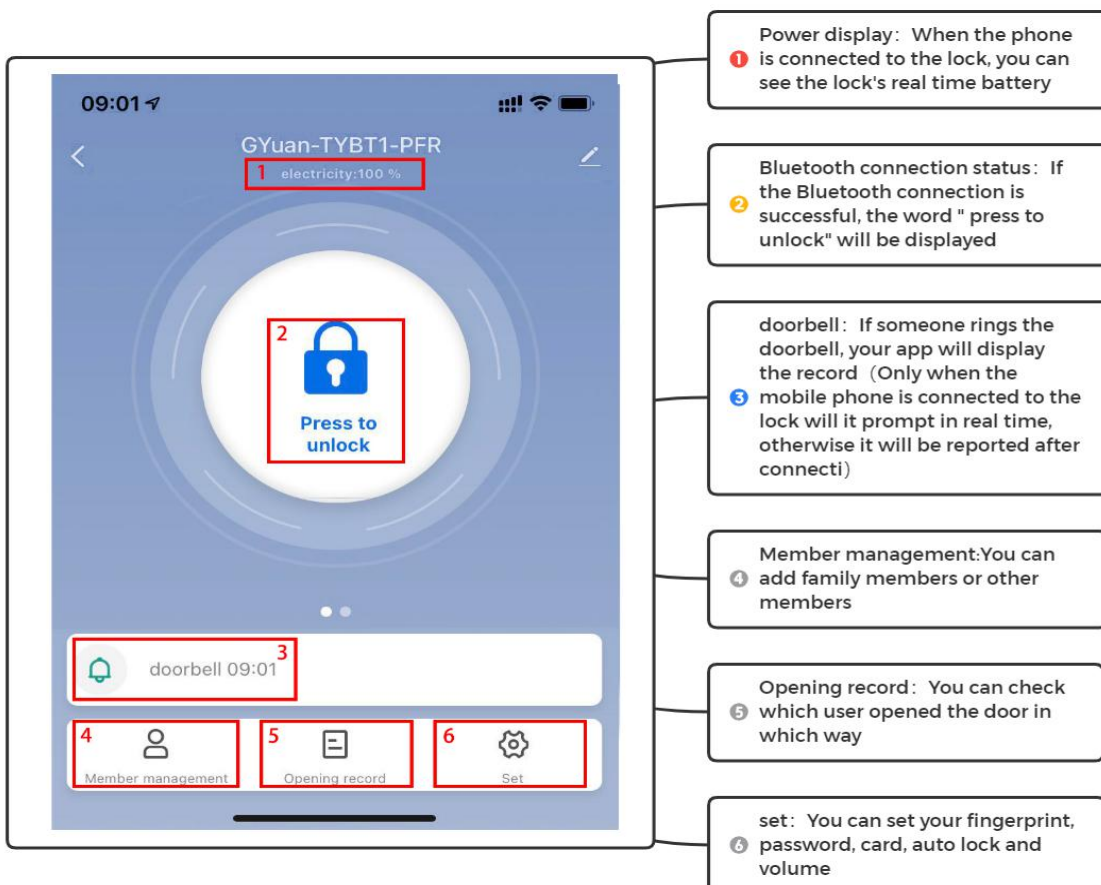 09:01
GYuan-TYBT1-PFR
1 electricity:100 %
2
Press to
unlock
3
doorbell 09:01
4
Member management
5
Opening record
6
Set
Power display：When the phone
1 is connected to the lock, you can
see the lock's real time battery
Bluetooth connection status：If
the Bluetooth connection is
2 successful, the word " press to
unlock" will be displayed
doorbell：If someone rings the
doorbell, your app will display
the record（Only when the
3 mobile phone is connected to the
lock will it prompt in real time,
otherwise it will be reported after
connecti）
Member management:You can
4 add family members or other
members
Opening record：You can check
5 which user opened the door in
which way
set：You can set your fingerprint,
6 password, card, auto lock and
volume